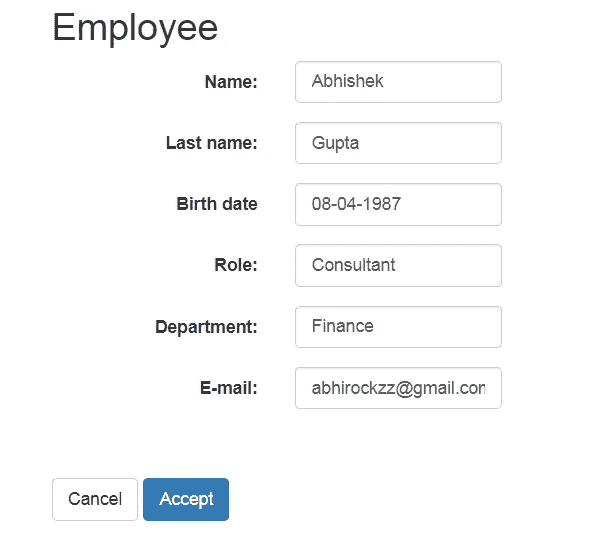 Employee
Name: Abhishek
Last name: Gupta
Birth date 08-04-1987
Role: Consultant
Department: Finance
E-mail: abhirockzz@gmail.con
Cancel Accept